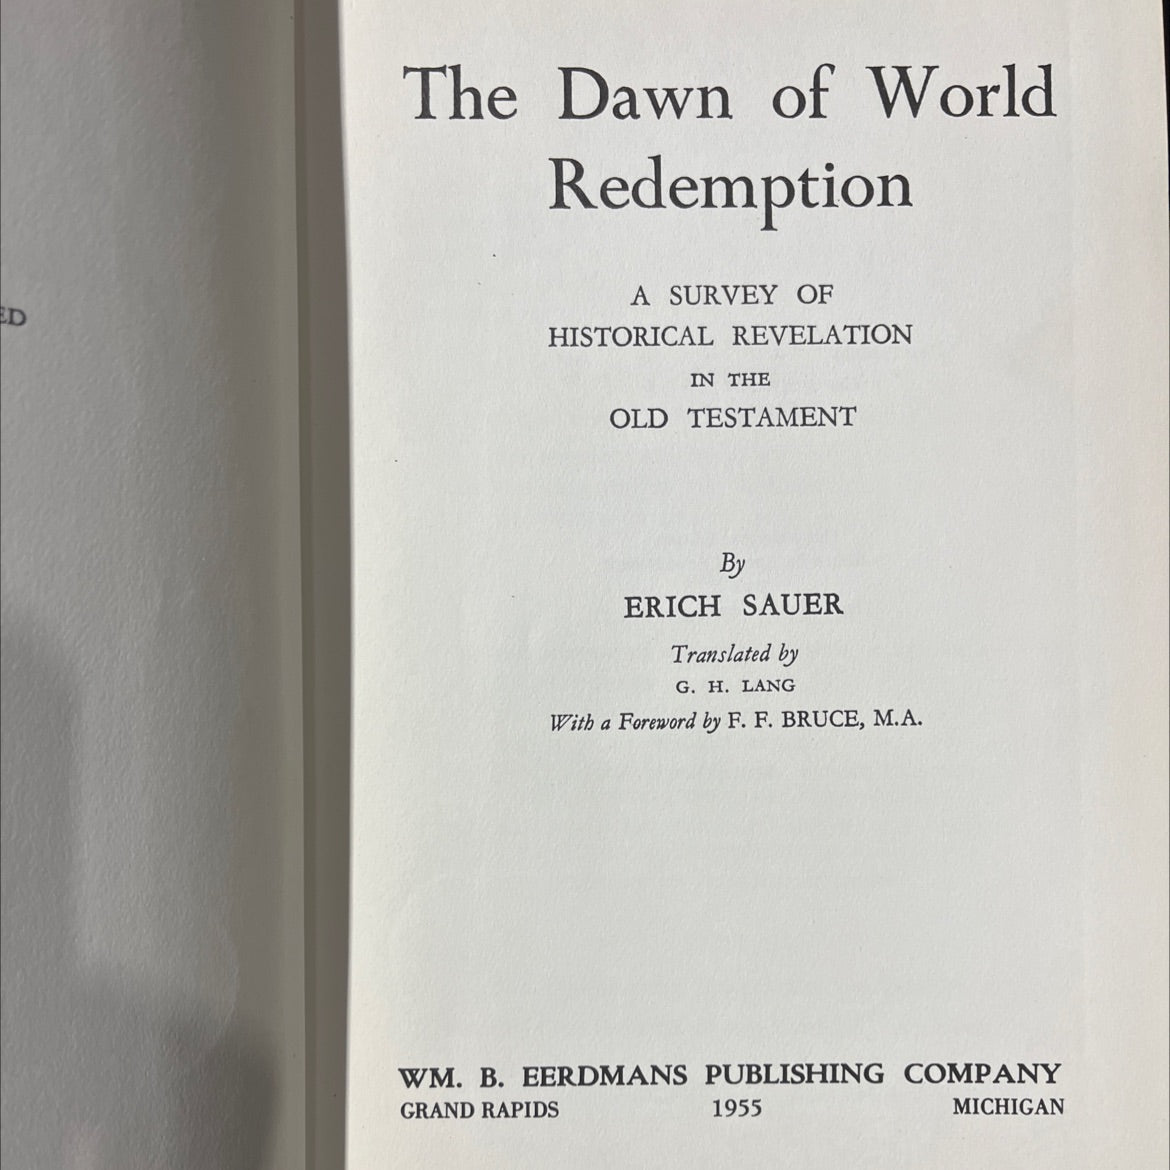 The Dawn of World
Redemption
A SURVEY OF
HISTORICAL REVELATION
IN THE
OLD TESTAMENT
By
ERICH SAUER
Translated by
G. H. LANG
With a Foreword by F. F. BRUCE, M.A.
WM. B. EERDMANS PUBLISHING COMPANY
GRAND RAPIDS 1955 MICHIGAN